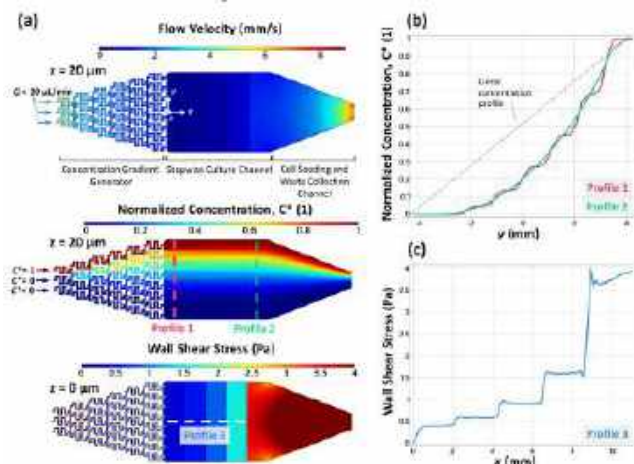 (a)
Flow Velocity (mm/s)
0 2 4 6 8
z = 20 μm
Concentration Gradient
Generator
Stepwise Culture Channel
Cell Seeding and
Waste Collection
Channel
Normalized Concentration, C* (1)
0 0.2 0.4 0.6 0.8 1
z = 20 μm
C*= 1
C*= 0
C*= 0
Profile 1
Profile 2
Wall Shear Stress (Pa)
0 0.5 1 1.5 2 2.5 3 3.5 4
z = 0 μm
Profile 3
(b)
Normalized Concentration, C* (1)
Linear
concentration
profile
Profile 1
Profile 2
y (mm)
(c)
Wall Shear Stress (Pa)
Profile 3